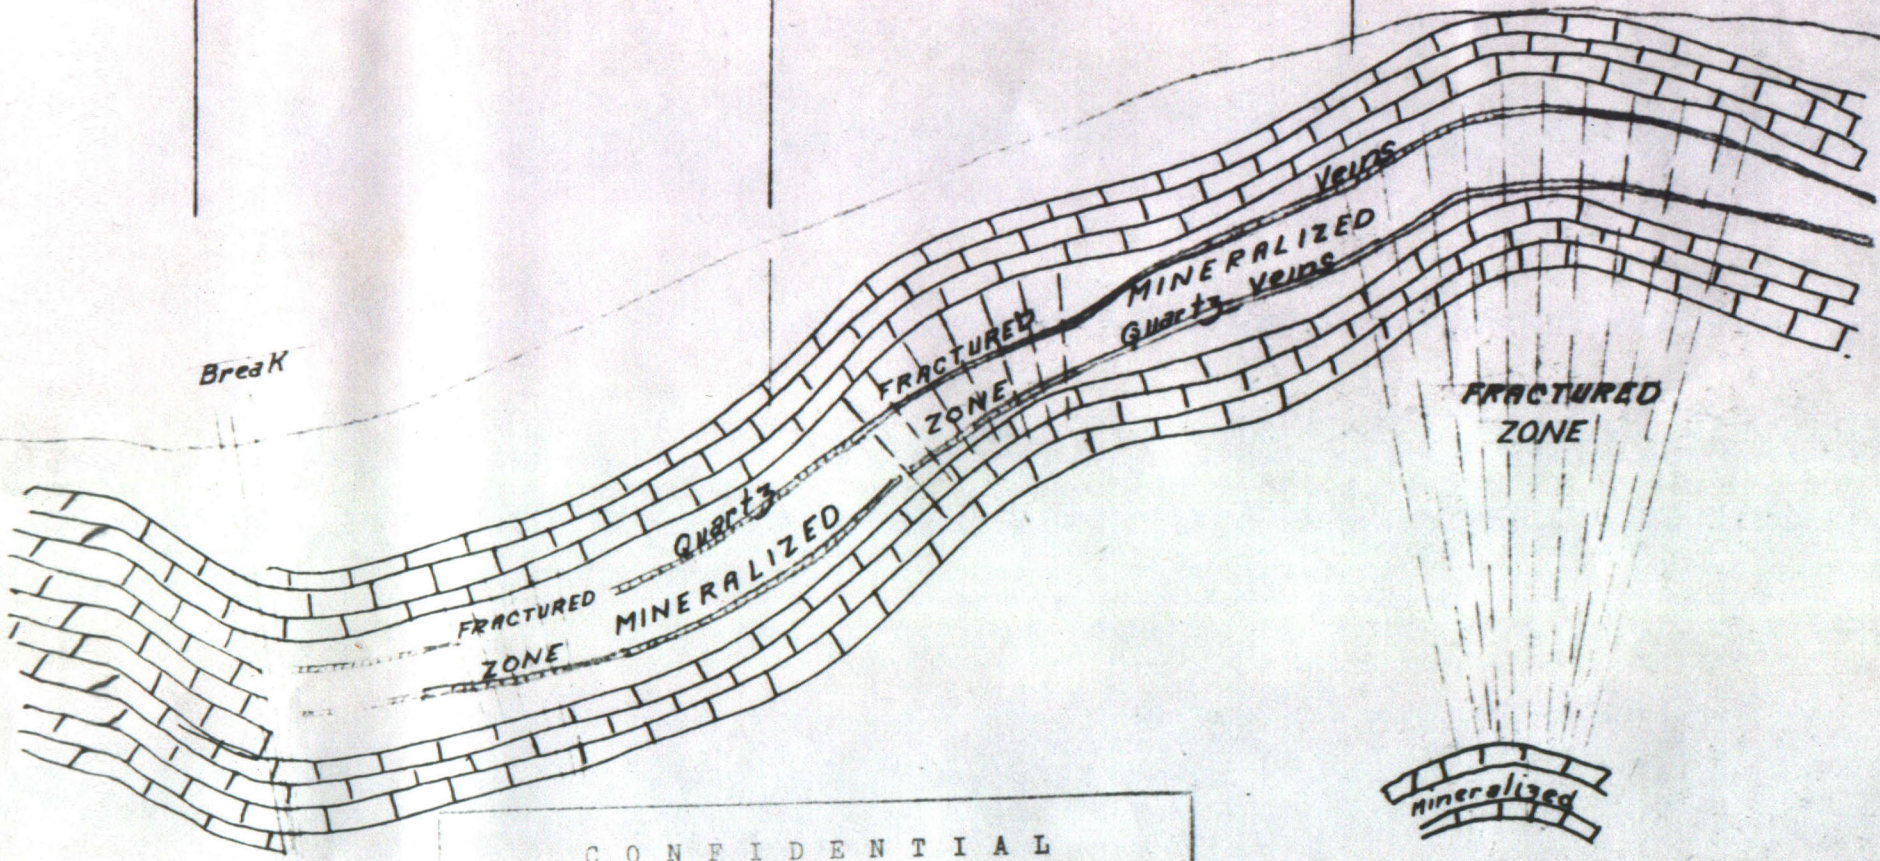 Veins
MINERALIZED
Quartz Veins
FRACTURED
ZONE
Break
FRACTURED
ZONE
Quartz
MINERALIZED
FRACTURED
ZONE
Mineralized
CONFIDENTIAL